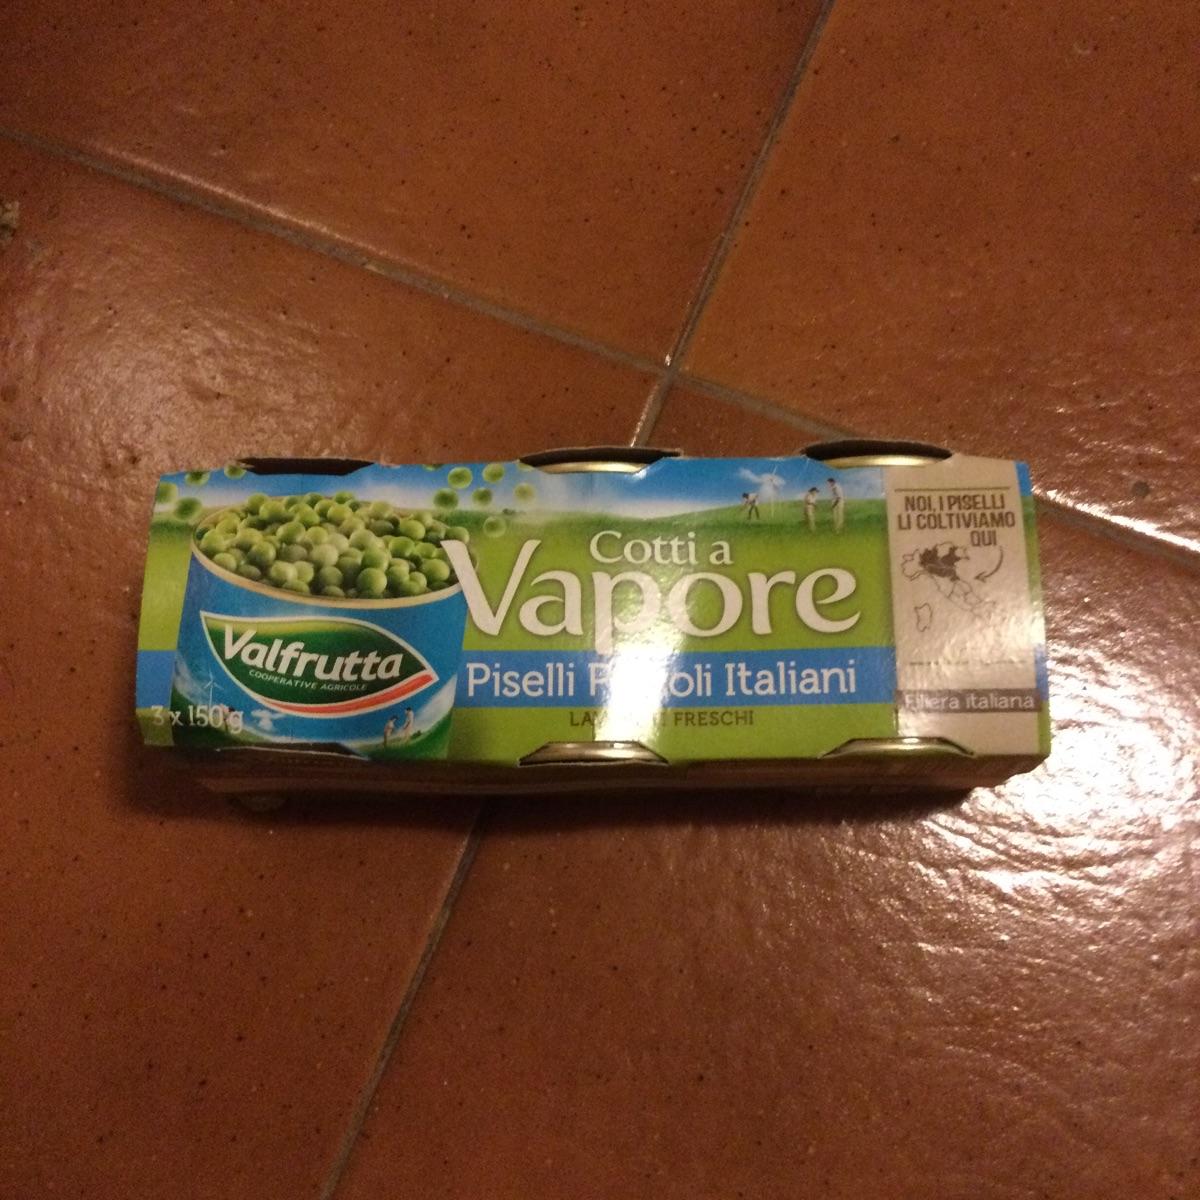 Cotti a
Vapore
Piselli Italiani
FRESCHI
Valfrutta
COOPERATIVE AGRICOLE
3 x 150 g
NOI, I PISELLI
LI COLTIVIAMO
QUI
Filiera italiana